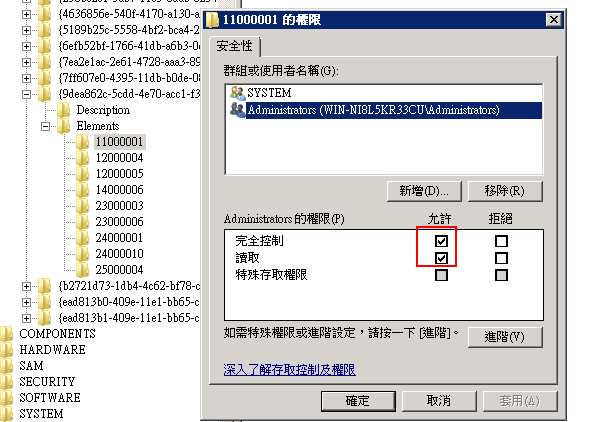 {4636856e-540f-4170-a130-a
{5189b25c-5558-4bf2-bca4-2
{6efb52bf-1766-41db-a6b3-0
{7ea2e1ac-2e61-4728-aaa3-89
{7ff607e0-4395-11db-b0de-08
{9dea862c-5cdd-4e70-acc1-f3
Description
Elements
11000001
12000004
12000005
14000006
23000003
23000006
24000001
24000010
25000004
{b2721d73-1db4-4c62-bf78-c
{ead813b0-409e-11e1-bb65-c
{ead813b1-409e-11e1-bb65-c
COMPONENTS
HARDWARE
SAM
SECURITY
SOFTWARE
SYSTEM
11000001 的權限
安全性
群組或使用者名稱(G):
SYSTEM
Administrators (WIN-NI8L5KR33CU\Administrators)
新增(D)... 移除(R)
Administrators 的權限(P) 允許 拒絕
完全控制
讀取
特殊存取權限
如需特殊權限或進階設定，請按一下 [進階]。 進階(V)
深入了解存取控制及權限
確定 取消 套用(A)